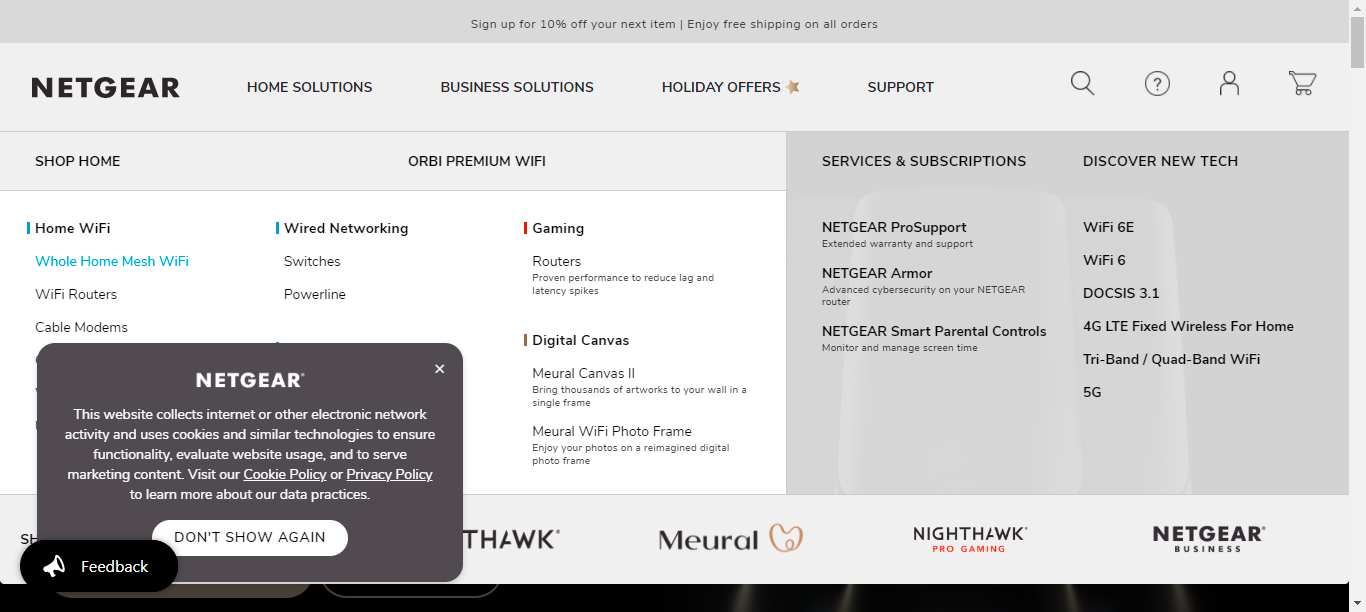 Sign up for 10% off your next item | Enjoy free shipping on all orders
NETGEAR
HOME SOLUTIONS
BUSINESS SOLUTIONS
HOLIDAY OFFERS
SUPPORT
SHOP HOME
ORBI PREMIUM WIFI
SERVICES & SUBSCRIPTIONS
DISCOVER NEW TECH
Home WiFi
Whole Home Mesh WiFi
WiFi Routers
Cable Modems
Wired Networking
Switches
Powerline
Gaming
Routers
Proven performance to reduce lag and
latency spikes
Digital Canvas
Meural Canvas II
Bring thousands of artworks to your wall in a
single frame
Meural WiFi Photo Frame
Enjoy your photos on a reimagined digital
photo frame
NETGEAR ProSupport
Extended warranty and support
NETGEAR Armor
Advanced cybersecurity on your NETGEAR
router
NETGEAR Smart Parental Controls
Monitor and manage screen time
WiFi 6E
WiFi 6
DOCSIS 3.1
4G LTE Fixed Wireless For Home
Tri-Band / Quad-Band WiFi
5G
×
NETGEAR®
This website collects internet or other electronic network
activity and uses cookies and similar technologies to ensure
functionality, evaluate website usage, and to serve
marketing content. Visit our Cookie Policy or Privacy Policy
to learn more about our data practices.
DON'T SHOW AGAIN
Feedback
THAWK®
Meural
NIGHTHAWK®
PRO GAMING
NETGEAR®
BUSINESS